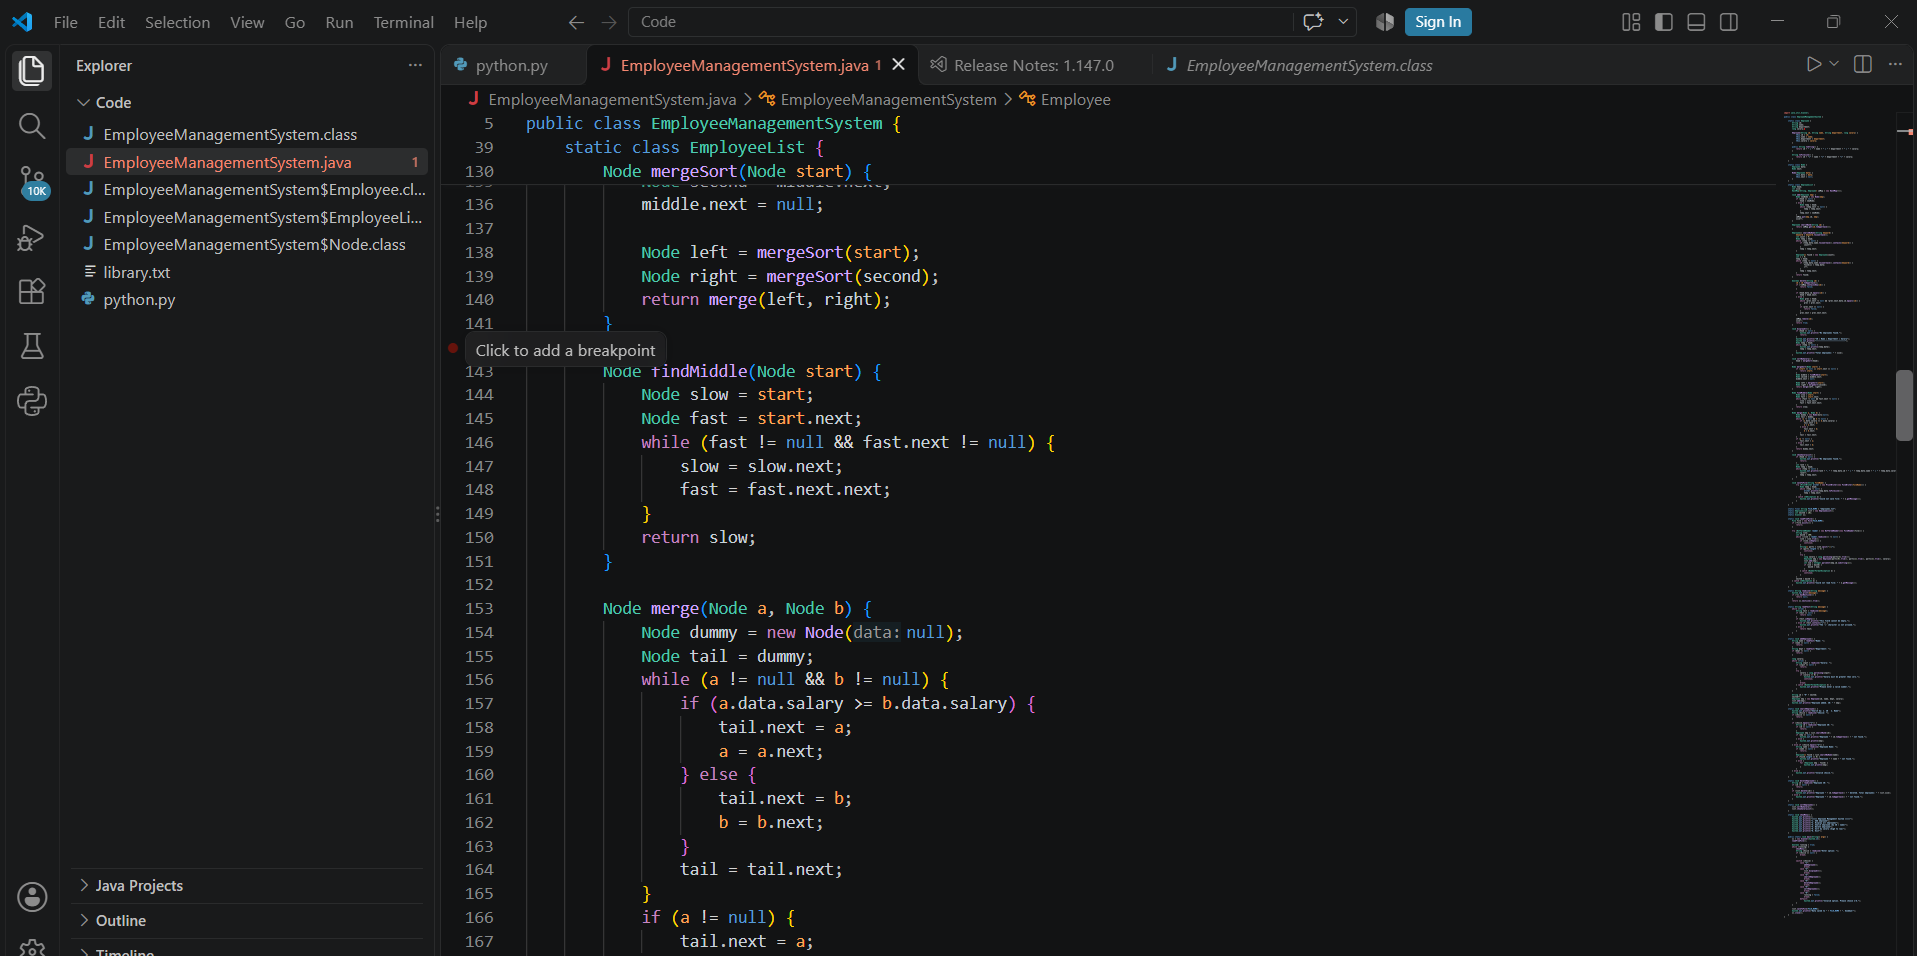 File Edit Selection View Go Run Terminal Help
Code
Sign In
Explorer
python.py
EmployeeManagementSystem.java 1
Release Notes: 1.147.0
EmployeeManagementSystem.class
Code
EmployeeManagementSystem.class
EmployeeManagementSystem.java 1
EmployeeManagementSystem$Employee.cl...
EmployeeManagementSystem$EmployeeLi...
EmployeeManagementSystem$Node.class
library.txt
python.py
10K
Java Projects
Outline
Timeline
EmployeeManagementSystem.java > EmployeeManagementSystem > Employee
5 public class EmployeeManagementSystem {
39 static class EmployeeList {
130 Node mergeSort(Node start) {
136 middle.next = null;
137
138 Node left = mergeSort(start);
139 Node right = mergeSort(second);
140 return merge(left, right);
141 }
Click to add a breakpoint
143 Node findMiddle(Node start) {
144 Node slow = start;
145 Node fast = start.next;
146 while (fast != null && fast.next != null) {
147 slow = slow.next;
148 fast = fast.next.next;
149 }
150 return slow;
151 }
152
153 Node merge(Node a, Node b) {
154 Node dummy = new Node(data: null);
155 Node tail = dummy;
156 while (a != null && b != null) {
157 if (a.data.salary >= b.data.salary) {
158 tail.next = a;
159 a = a.next;
160 } else {
161 tail.next = b;
162 b = b.next;
163 }
164 tail = tail.next;
165 }
166 if (a != null) {
167 tail.next = a;